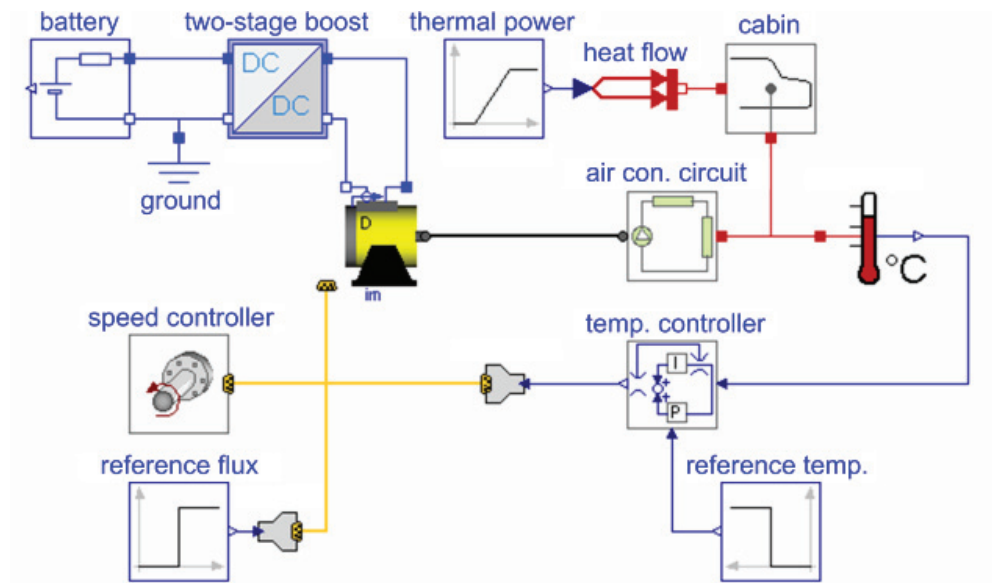 battery
two-stage boost
thermal power
heat flow
cabin
DC
DC
ground
air con. circuit
D
°C
im
speed controller
temp. controller
I
+
+
P
reference flux
reference temp.